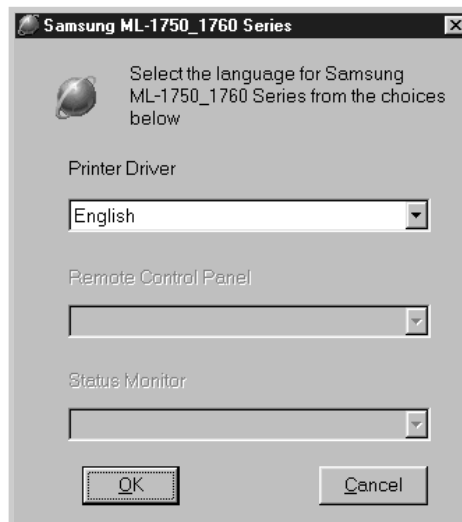 Samsung ML-1750_1760 Series
Select the language for Samsung
ML-1750_1760 Series from the choices
below
Printer Driver
English
Remote Control Panel
Status Monitor
OK
Cancel